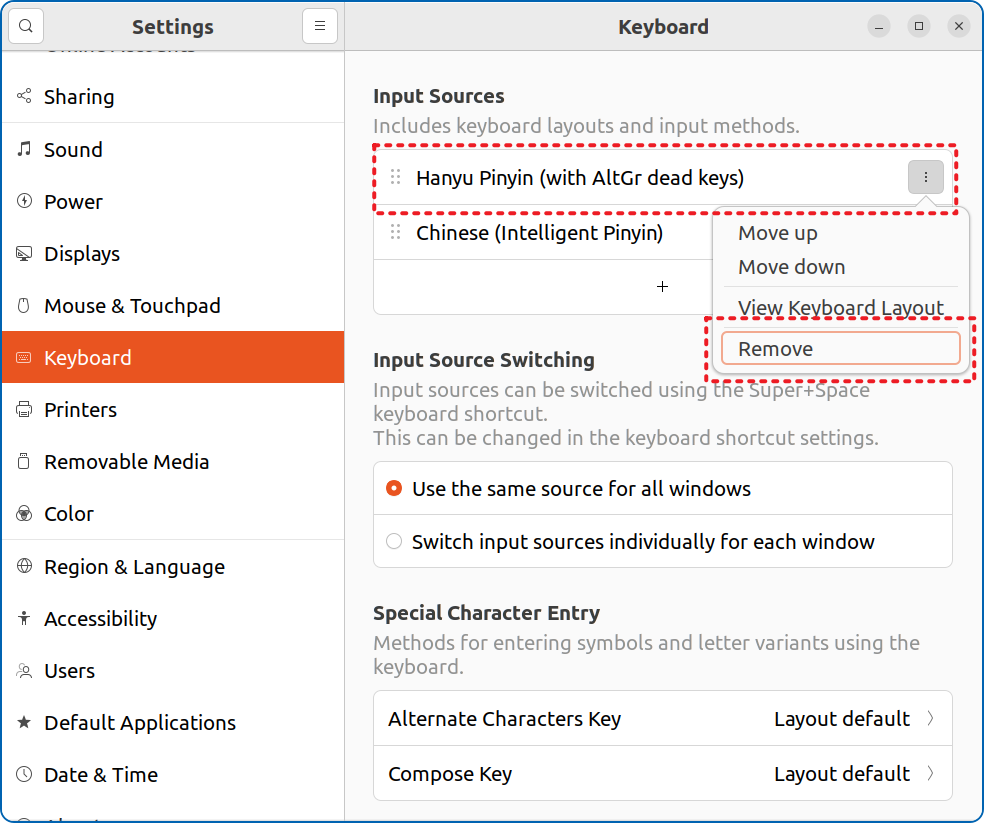 Settings
Keyboard
Sharing
Sound
Power
Displays
Mouse & Touchpad
Keyboard
Printers
Removable Media
Color
Region & Language
Accessibility
Users
Default Applications
Date & Time
Input Sources
Includes keyboard layouts and input methods.
Hanyu Pinyin (with AltGr dead keys)
Chinese (Intelligent Pinyin)
Move up
Move down
View Keyboard Layout
Remove
Input Source Switching
Input sources can be switched using the Super+Space
keyboard shortcut.
This can be changed in the keyboard shortcut settings.
Use the same source for all windows
Switch input sources individually for each window
Special Character Entry
Methods for entering symbols and letter variants using the
keyboard.
Alternate Characters Key Layout default
Compose Key Layout default